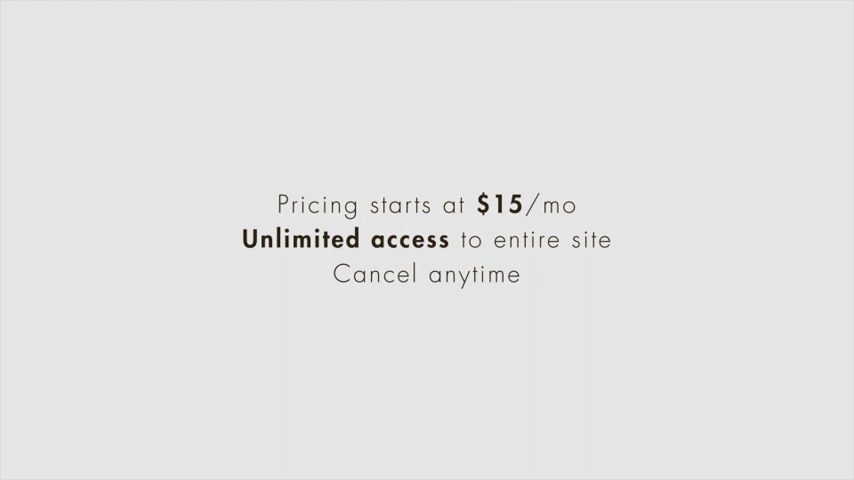 Pricing starts at $15/mo
Unlimited access to entire site
Cancel anytime